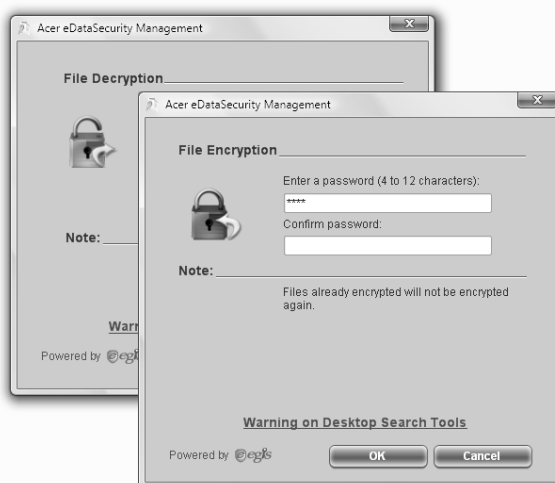 Acer eDataSecurity Management
x
File Decryption
Note:
Powered by
Acer eDataSecurity Management
x
File Encryption
Enter a password (4 to 12 characters):
****
Confirm password:
Note:
Files already encrypted will not be encrypted
again.
Warning on Desktop Search Tools
Powered by egis
OK
Cancel